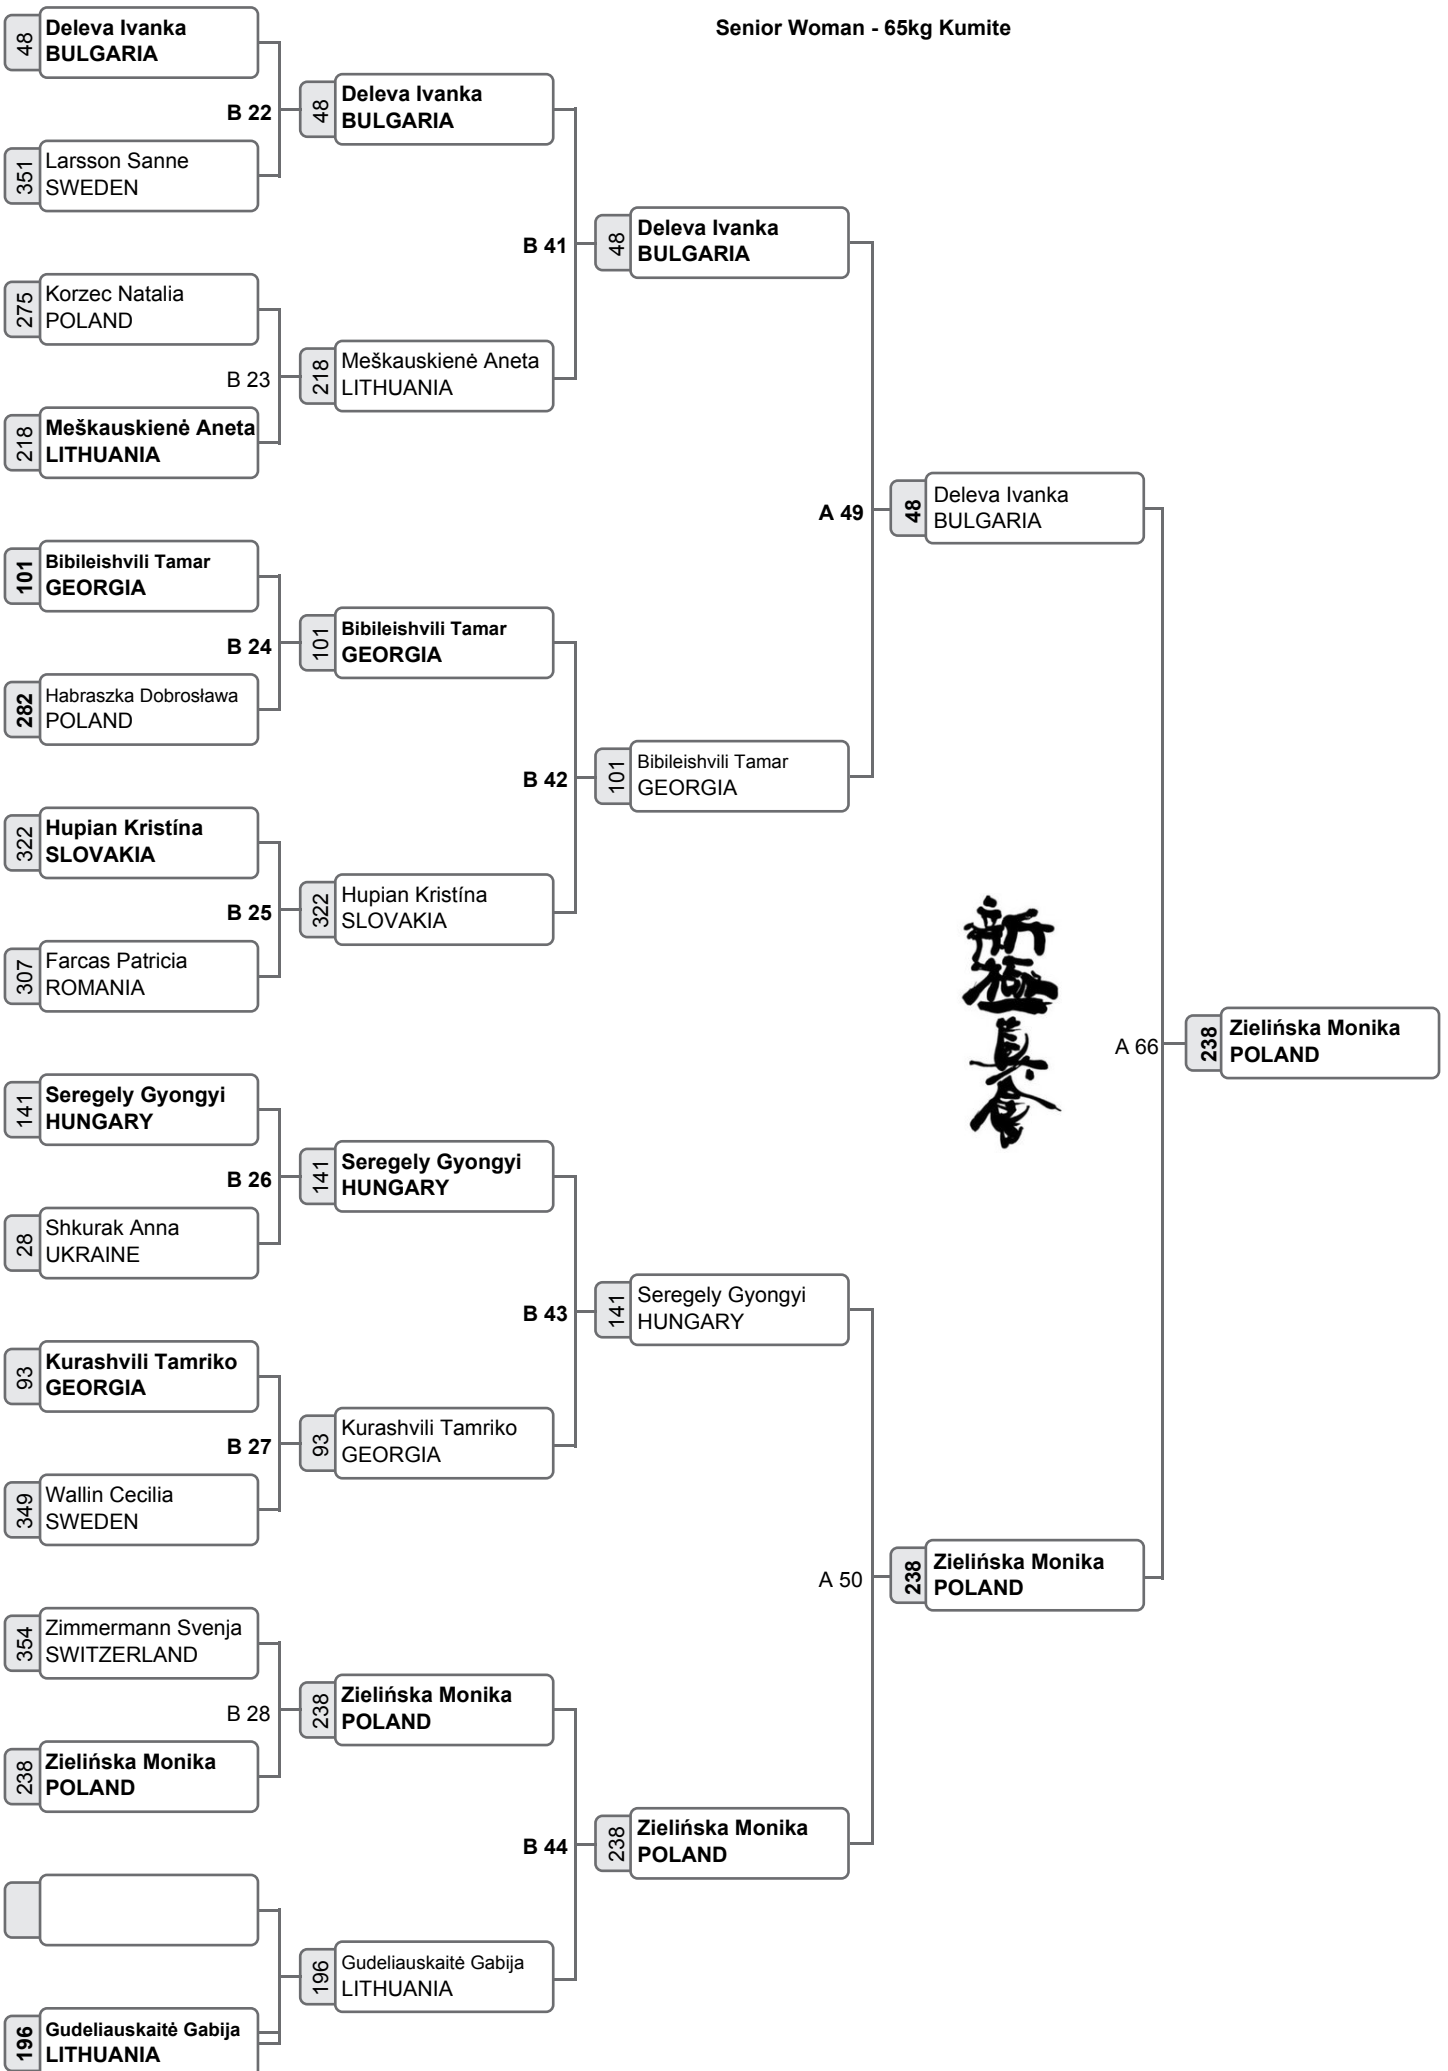 Senior Woman - 65kg Kumite
48
Deleva Ivanka
BULGARIA
B 22
351
Larsson Sanne
SWEDEN
275
Korzec Natalia
POLAND
B 23
218
Meškauskienė Aneta
LITHUANIA
101
Bibileishvili Tamar
GEORGIA
B 24
282
Habraszka Dobrosława
POLAND
322
Hupian Kristína
SLOVAKIA
B 25
307
Farcas Patricia
ROMANIA
141
Seregely Gyongyi
HUNGARY
B 26
28
Shkurak Anna
UKRAINE
93
Kurashvili Tamriko
GEORGIA
B 27
349
Wallin Cecilia
SWEDEN
354
Zimmermann Svenja
SWITZERLAND
B 28
238
Zielińska Monika
POLAND
196
Gudeliauskaitė Gabija
LITHUANIA
48
Deleva Ivanka
BULGARIA
B 41
218
Meškauskienė Aneta
LITHUANIA
101
Bibileishvili Tamar
GEORGIA
B 42
322
Hupian Kristína
SLOVAKIA
141
Seregely Gyongyi
HUNGARY
B 43
93
Kurashvili Tamriko
GEORGIA
238
Zielińska Monika
POLAND
B 44
196
Gudeliauskaitė Gabija
LITHUANIA
48
Deleva Ivanka
BULGARIA
A 49
101
Bibileishvili Tamar
GEORGIA
141
Seregely Gyongyi
HUNGARY
A 50
238
Zielińska Monika
POLAND
48
Deleva Ivanka
BULGARIA
新極真會
A 66
238
Zielińska Monika
POLAND
238
Zielińska Monika
POLAND